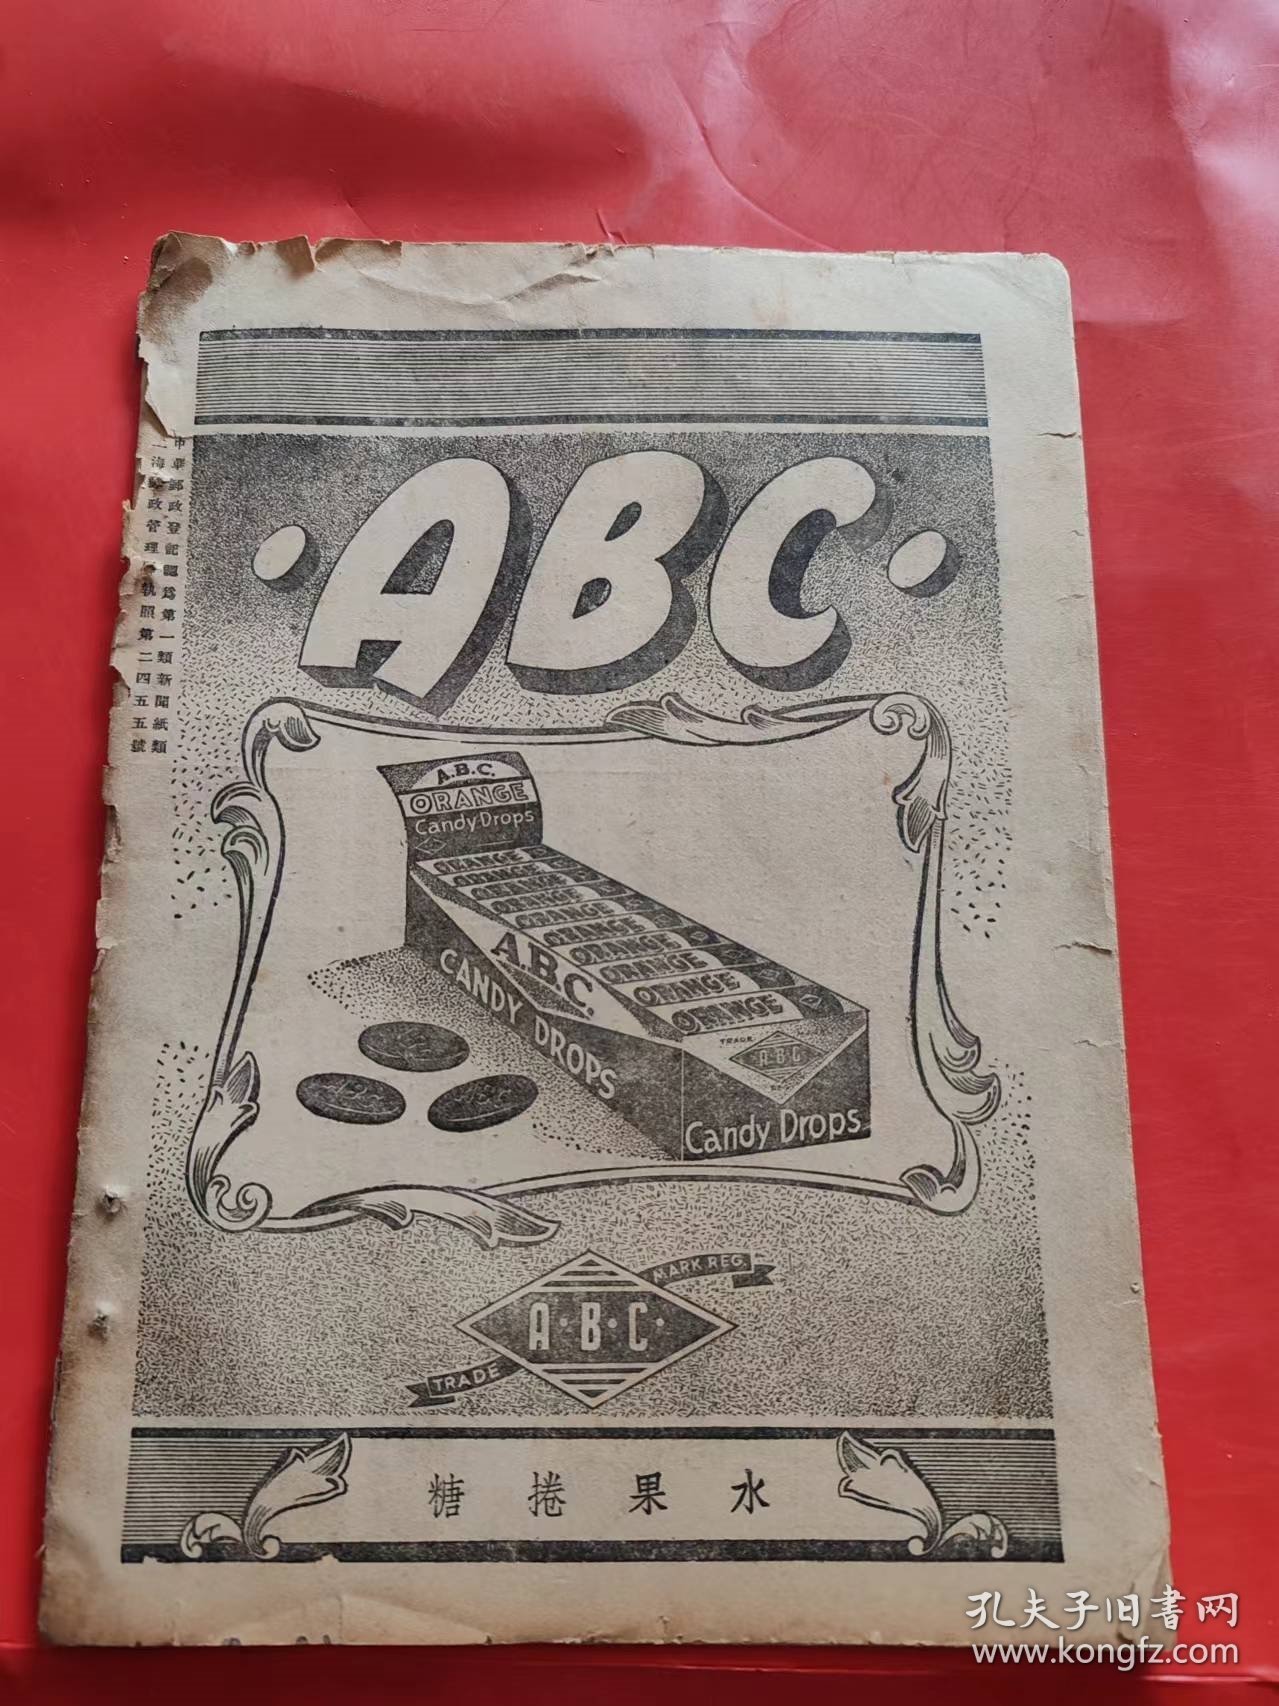 中華郵政登記認爲第一類新聞紙類
海郵政管理局執照第二四五五號
·ABC·
A.B.C.
ORANGE
Candy Drops
ORANGE
ORANGE
ORANGE
ORANGE
ORANGE
ORANGE
ORANGE
ORANGE
ORANGE
ORANGE
A.B.C.
CANDY DROPS
TRADE
A·B·C
Candy Drops
MARK REG.
A·B·C·
TRADE
水果捲糖
孔夫子旧書网
www.kongfz.com